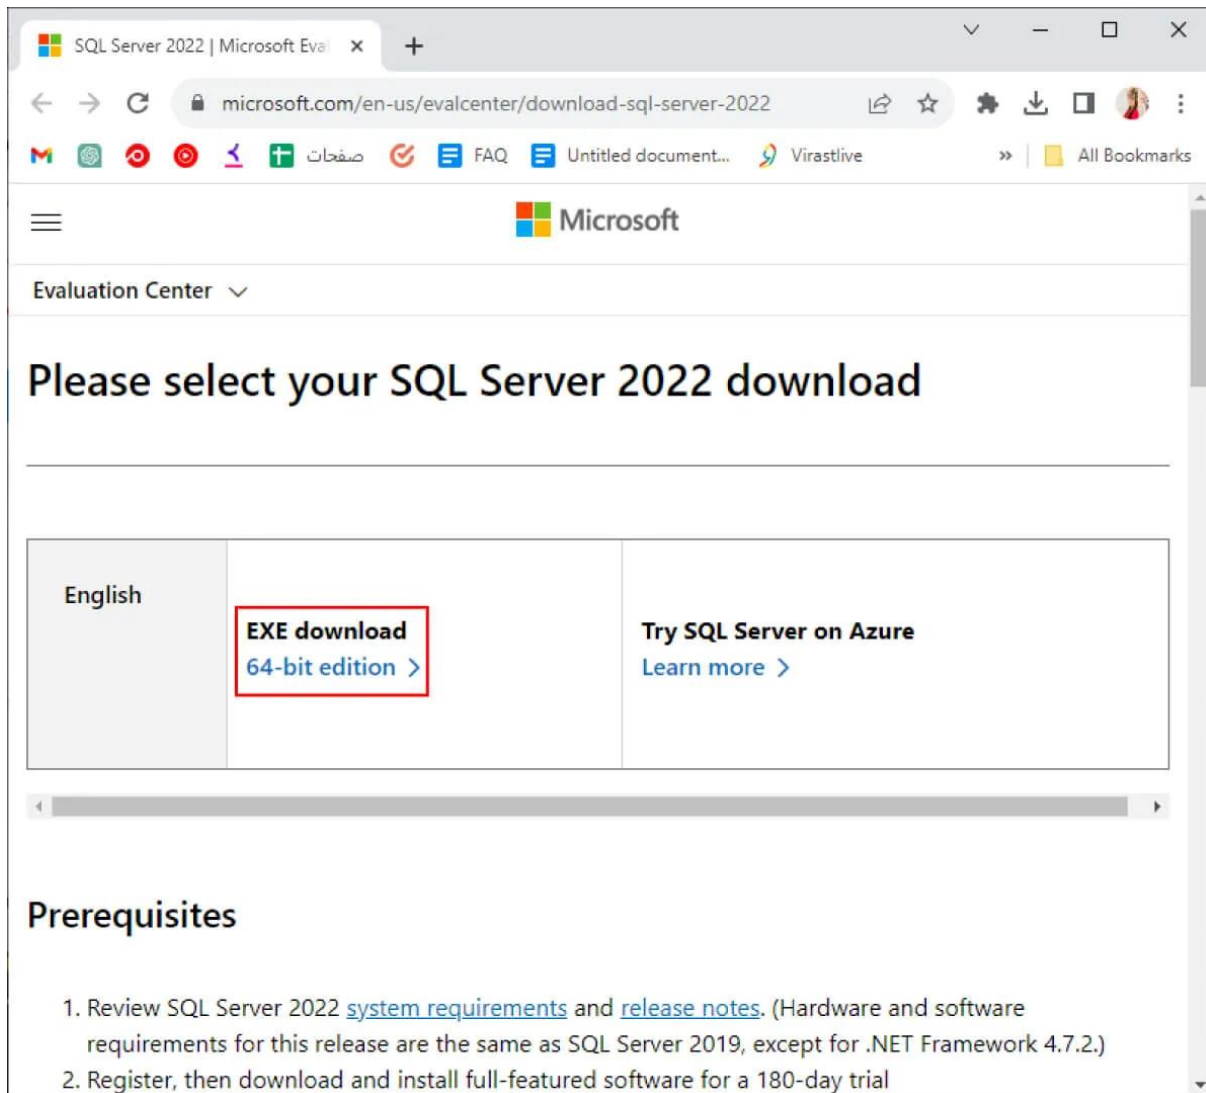 SQL Server 2022 | Microsoft Eva
microsoft.com/en-us/evalcenter/download-sql-server-2022
صفحات FAQ Untitled document... Virastlive » All Bookmarks
Microsoft
Evaluation Center
Please select your SQL Server 2022 download
English
EXE download
64-bit edition
Try SQL Server on Azure
Learn more
Prerequisites
1. Review SQL Server 2022 system requirements and release notes. (Hardware and software
requirements for this release are the same as SQL Server 2019, except for .NET Framework 4.7.2.)
2. Register, then download and install full-featured software for a 180-day trial